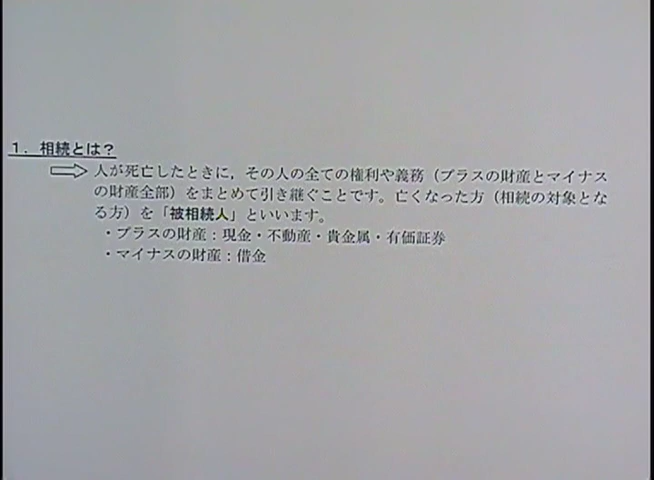 1．相続とは？
⇨ 人が死亡したときに，その人の全ての権利や義務（プラスの財産とマイナス
の財産全部）をまとめて引き継ぐことです。亡くなった方（相続の対象とな
る方）を「被相続人」といいます。
・プラスの財産：現金・不動産・貴金属・有価証券
・マイナスの財産：借金